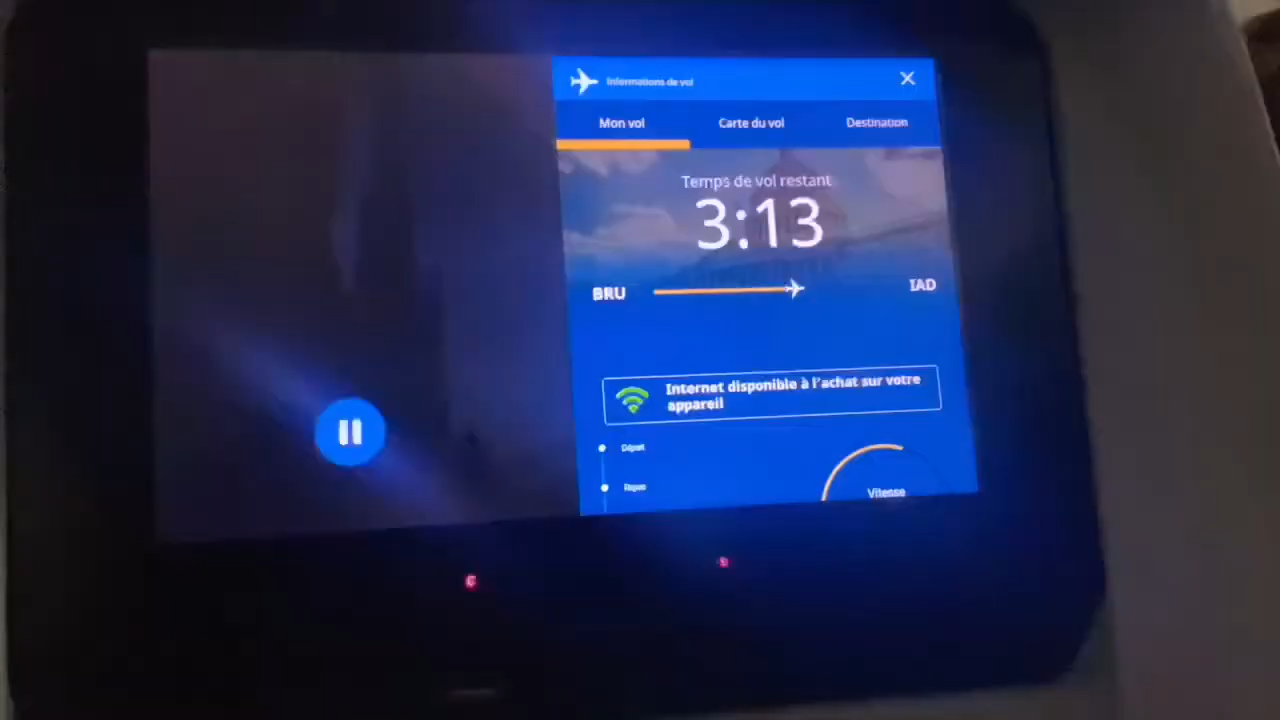 Informations de vol
Mon vol
Carte du vol
Destination
Temps de vol restant
3:13
BRU
IAD
Internet disponible à l'achat sur votre
appareil
Départ
Repas
Vitesse